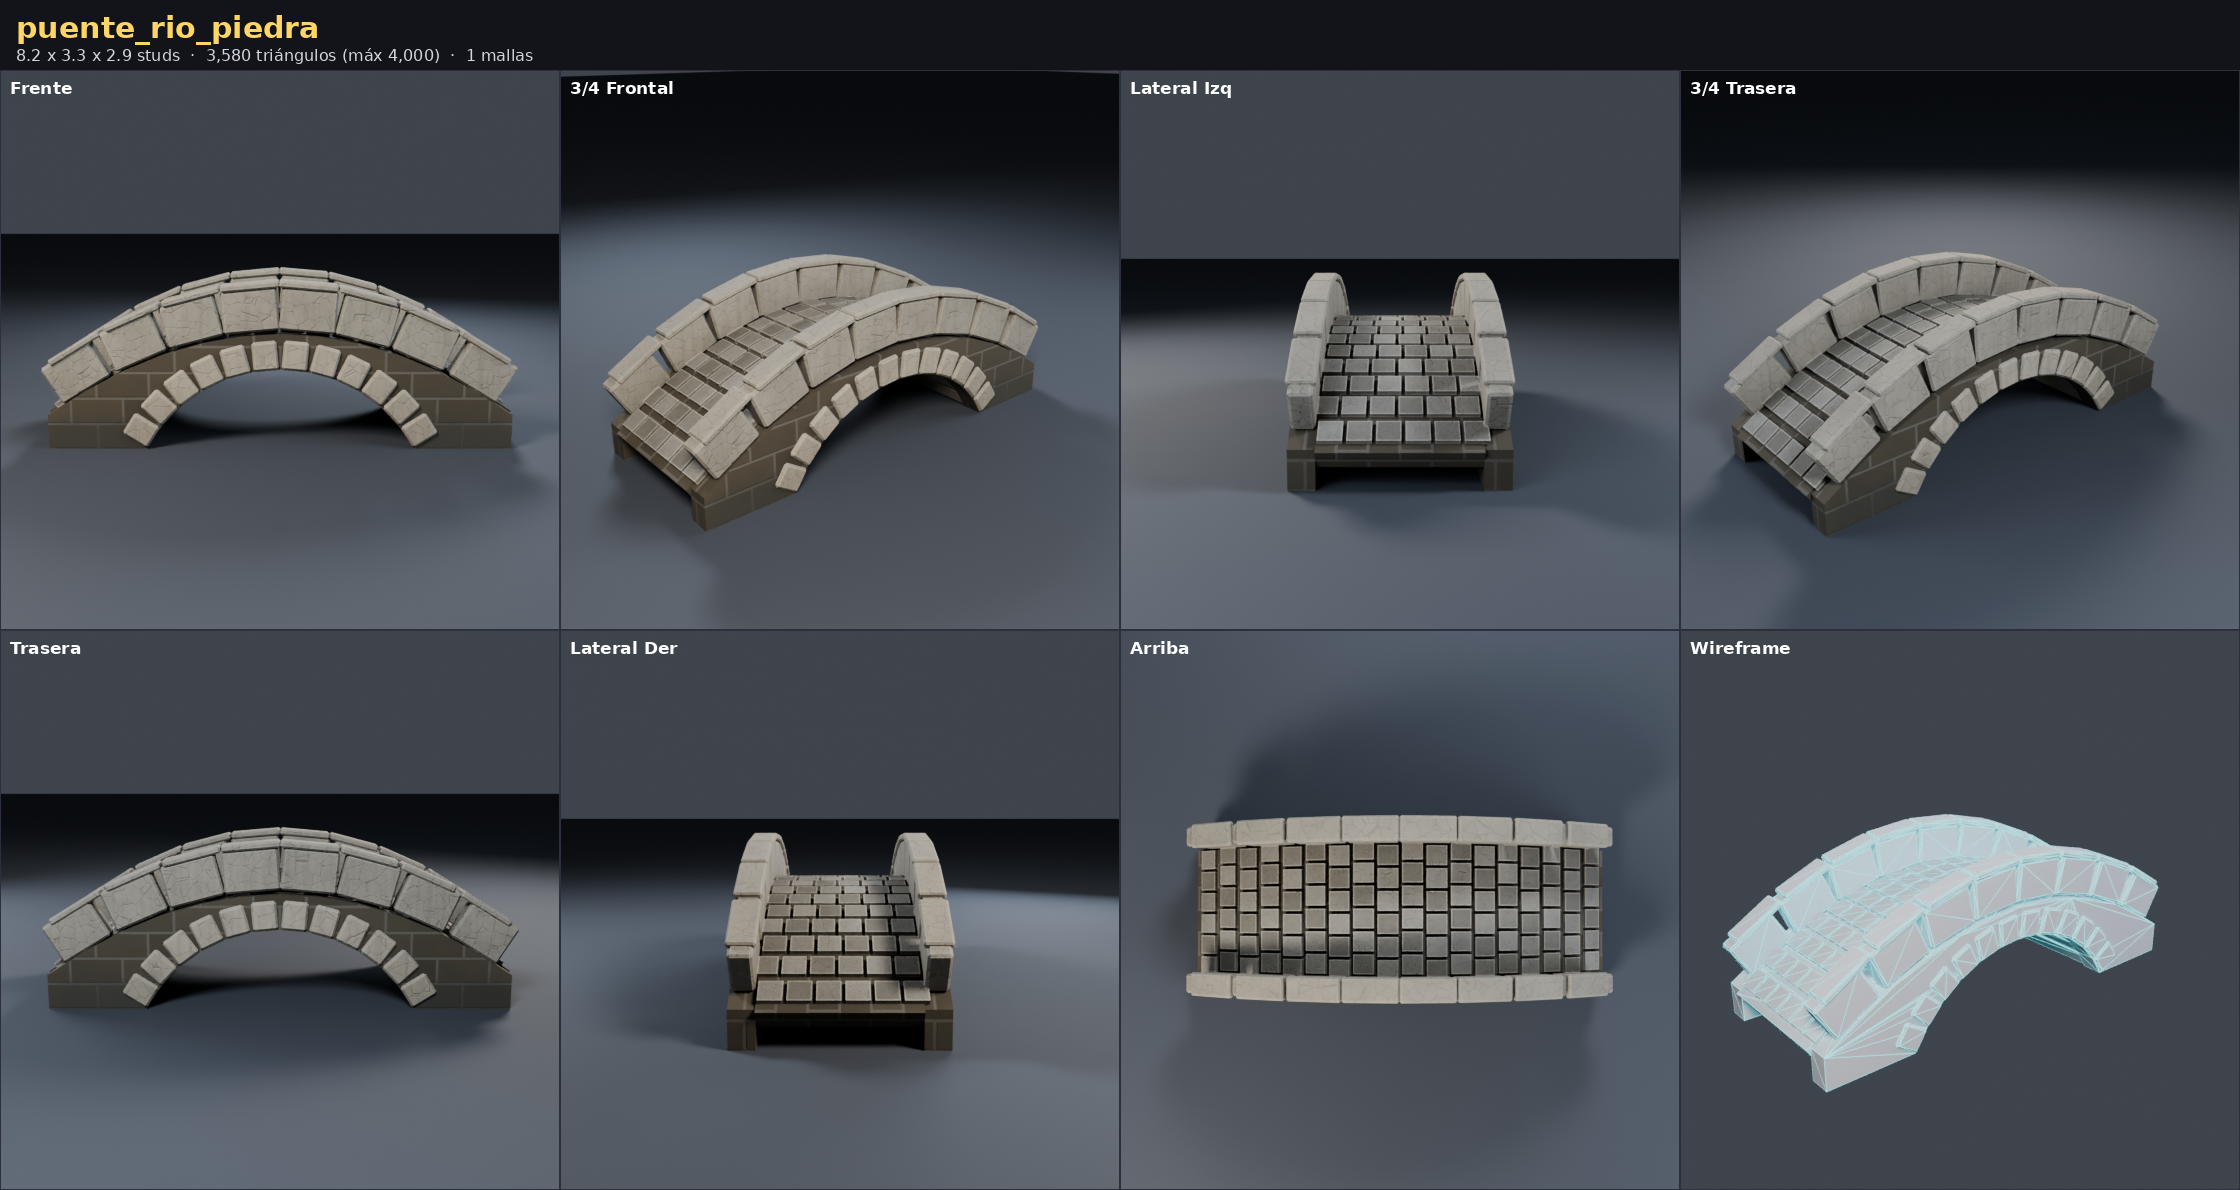 puente_rio_piedra
8.2 x 3.3 x 2.9 studs · 3,580 triángulos (máx 4,000) · 1 mallas
Frente
3/4 Frontal
Lateral Izq
3/4 Trasera
Trasera
Lateral Der
Arriba
Wireframe